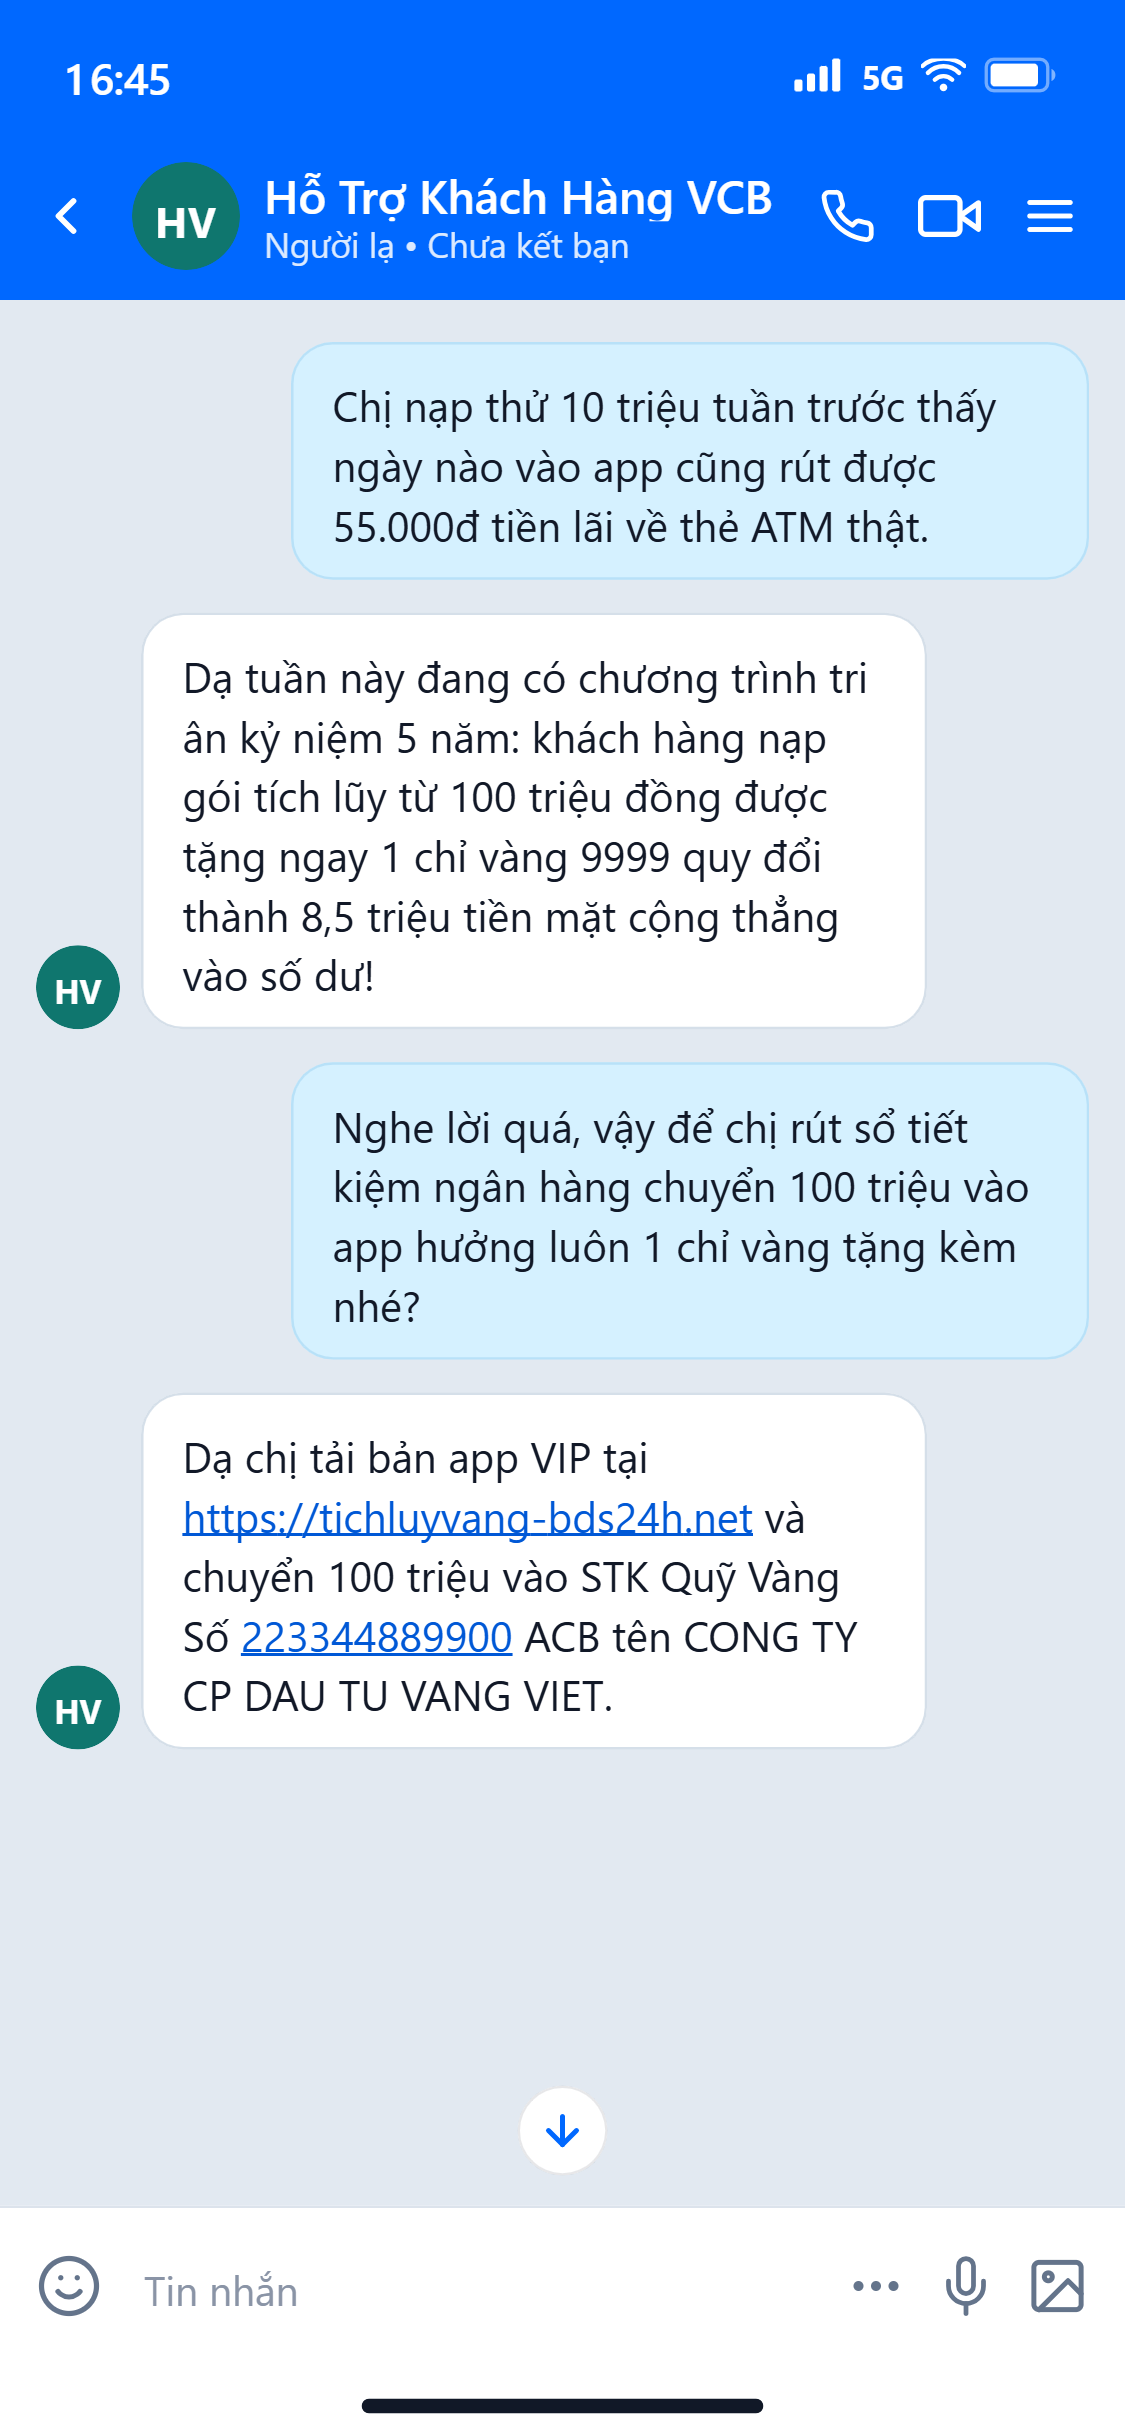 16:45
5G
HV
Hỗ Trợ Khách Hàng VCB
Người lạ • Chưa kết bạn
Chị nạp thử 10 triệu tuần trước thấy
ngày nào vào app cũng rút được
55.000đ tiền lãi về thẻ ATM thật.
Dạ tuần này đang có chương trình tri
ân kỷ niệm 5 năm: khách hàng nạp
gói tích lũy từ 100 triệu đồng được
tặng ngay 1 chỉ vàng 9999 quy đổi
thành 8,5 triệu tiền mặt cộng thẳng
vào số dư!
HV
Nghe lời quá, vậy để chị rút sổ tiết
kiệm ngân hàng chuyển 100 triệu vào
app hưởng luôn 1 chỉ vàng tặng kèm
nhé?
Dạ chị tải bản app VIP tại
https://tichluyvang-bds24h.net và
chuyển 100 triệu vào STK Quỹ Vàng
Số 223344889900 ACB tên CONG TY
CP DAU TU VANG VIET.
HV
Tin nhắn